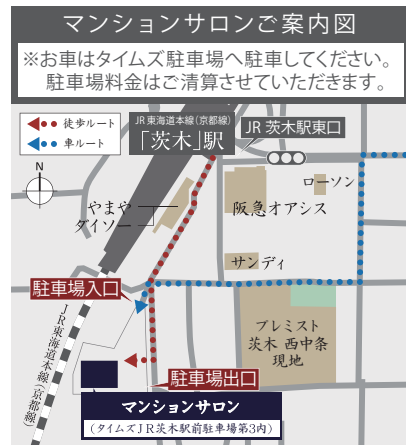 マンションサロンご案内図
※お車はタイムズ駐車場へ駐車してください。
駐車場料金はご清算させていただきます。
徒歩ルート
車ルート
N
JR東海道本線(京都線)
「茨木」駅
JR 茨木駅東口
やまや
ダイソー
阪急オアシス
ローソン
サンディ
駐車場入口
JR東海道本線(京都線)
プレミスト
茨木 西中条
現地
駐車場出口
マンションサロン
(タイムズJR茨木駅前駐車場第3内)